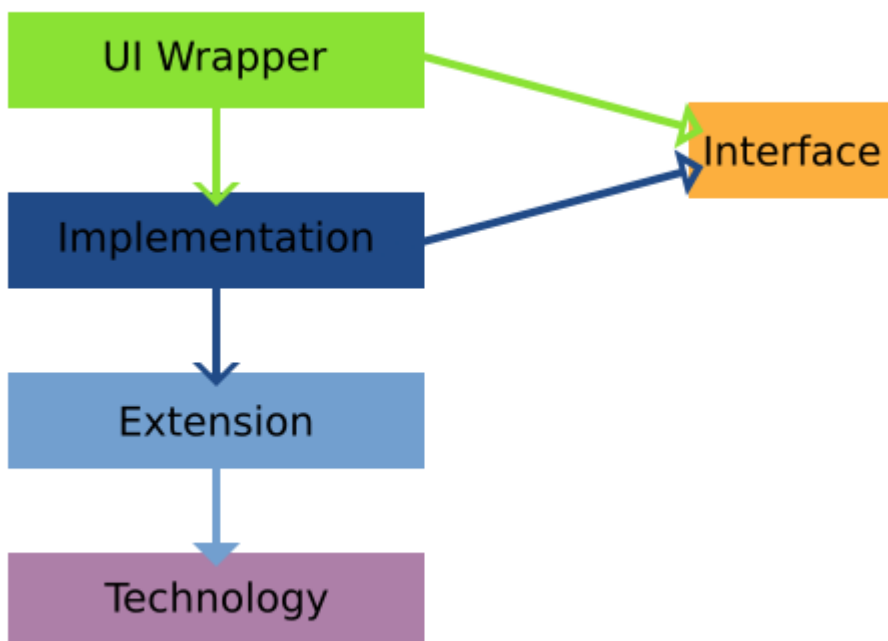 UI Wrapper
Interface
Implementation
Extension
Technology